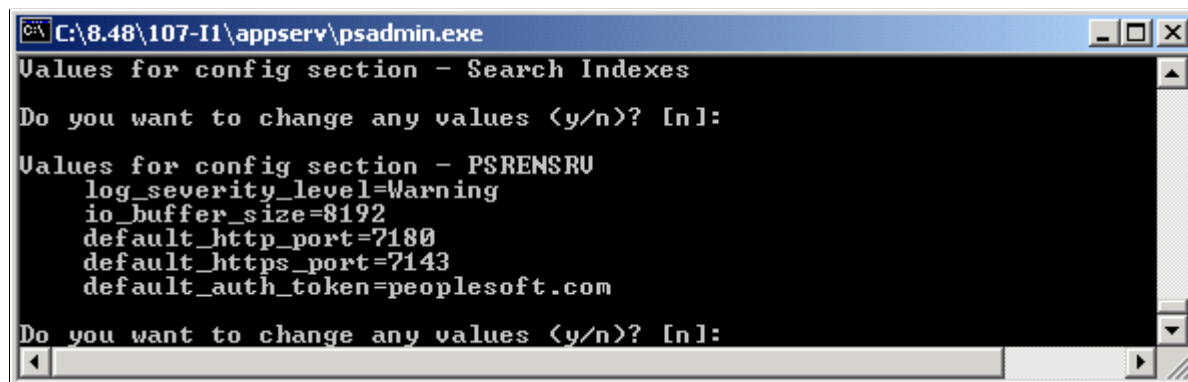 C:\8.48\107-I1\appserv\psadmin.exe
Values for config section - Search Indexes
Do you want to change any values (y/n)? [n]:
Values for config section - PSRENSRV
log_severity_level=Warning
io_buffer_size=8192
default_http_port=7180
default_https_port=7143
default_auth_token=peoplesoft.com
Do you want to change any values (y/n)? [n]: